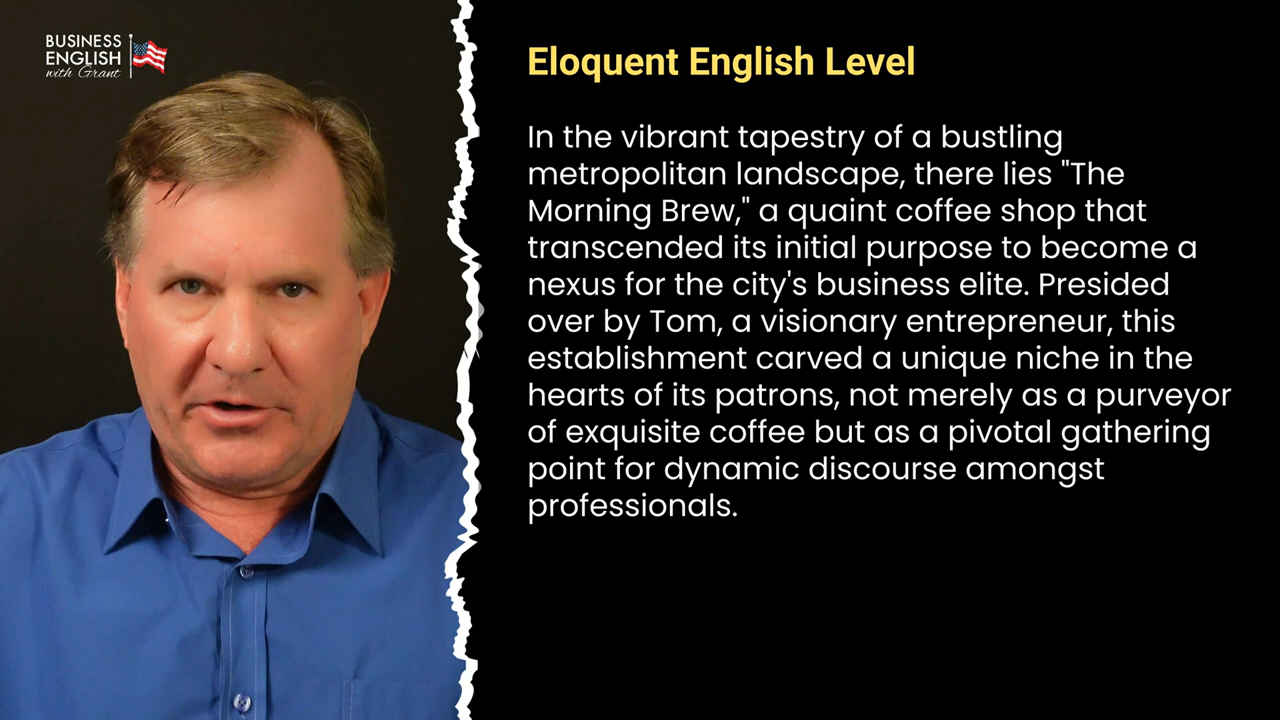 BUSINESS
ENGLISH
with Grant
Eloquent English Level
In the vibrant tapestry of a bustling
metropolitan landscape, there lies "The
Morning Brew," a quaint coffee shop that
transcended its initial purpose to become a
nexus for the city's business elite. Presided
over by Tom, a visionary entrepreneur, this
establishment carved a unique niche in the
hearts of its patrons, not merely as a purveyor
of exquisite coffee but as a pivotal gathering
point for dynamic discourse amongst
professionals.